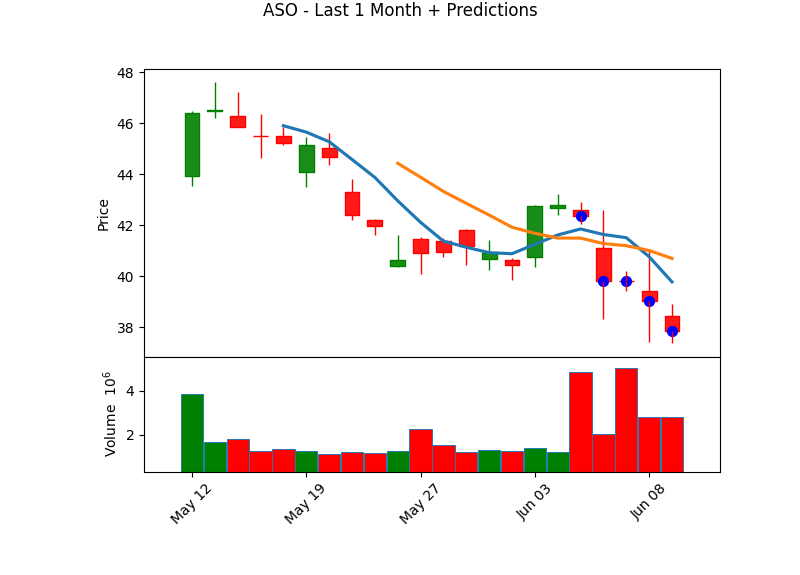 ASO - Last 1 Month + Predictions
48
46
44
42
40
38
Price
4
2
Volume 10^6
May 12
May 19
May 27
Jun 03
Jun 08